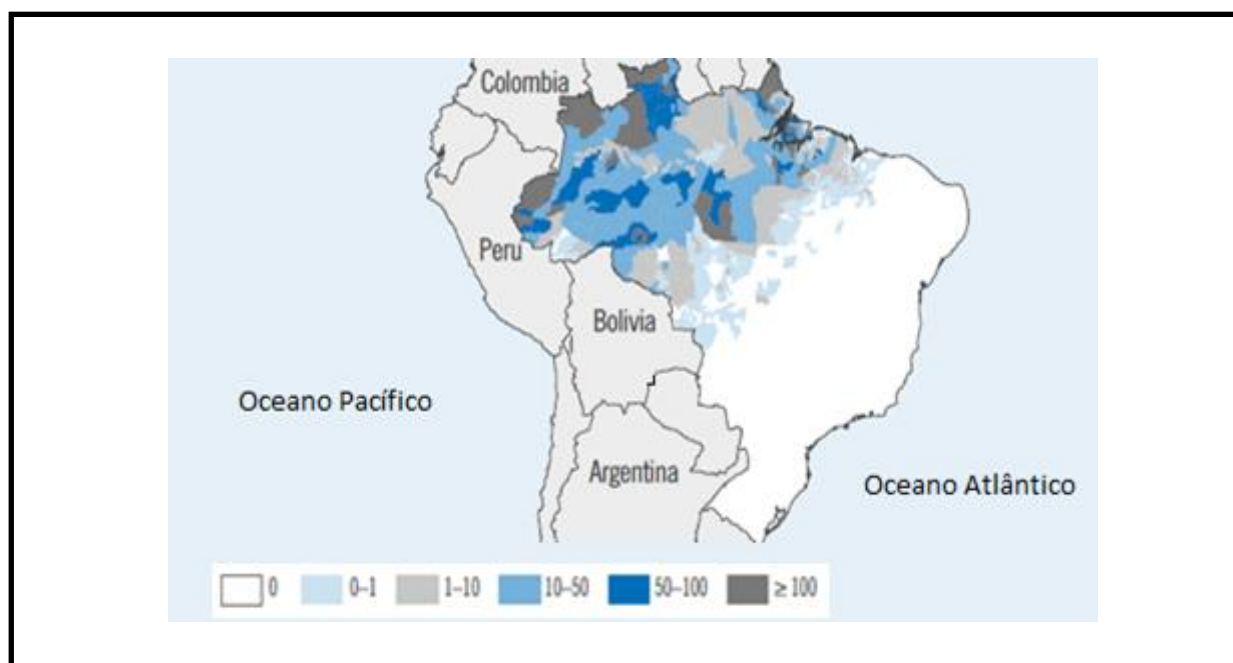 Colombia
Peru
Bolivia
Oceano Pacífico
Argentina
Oceano Atlântico
0 0–1 1–10 10–50 50–100 ≥ 100